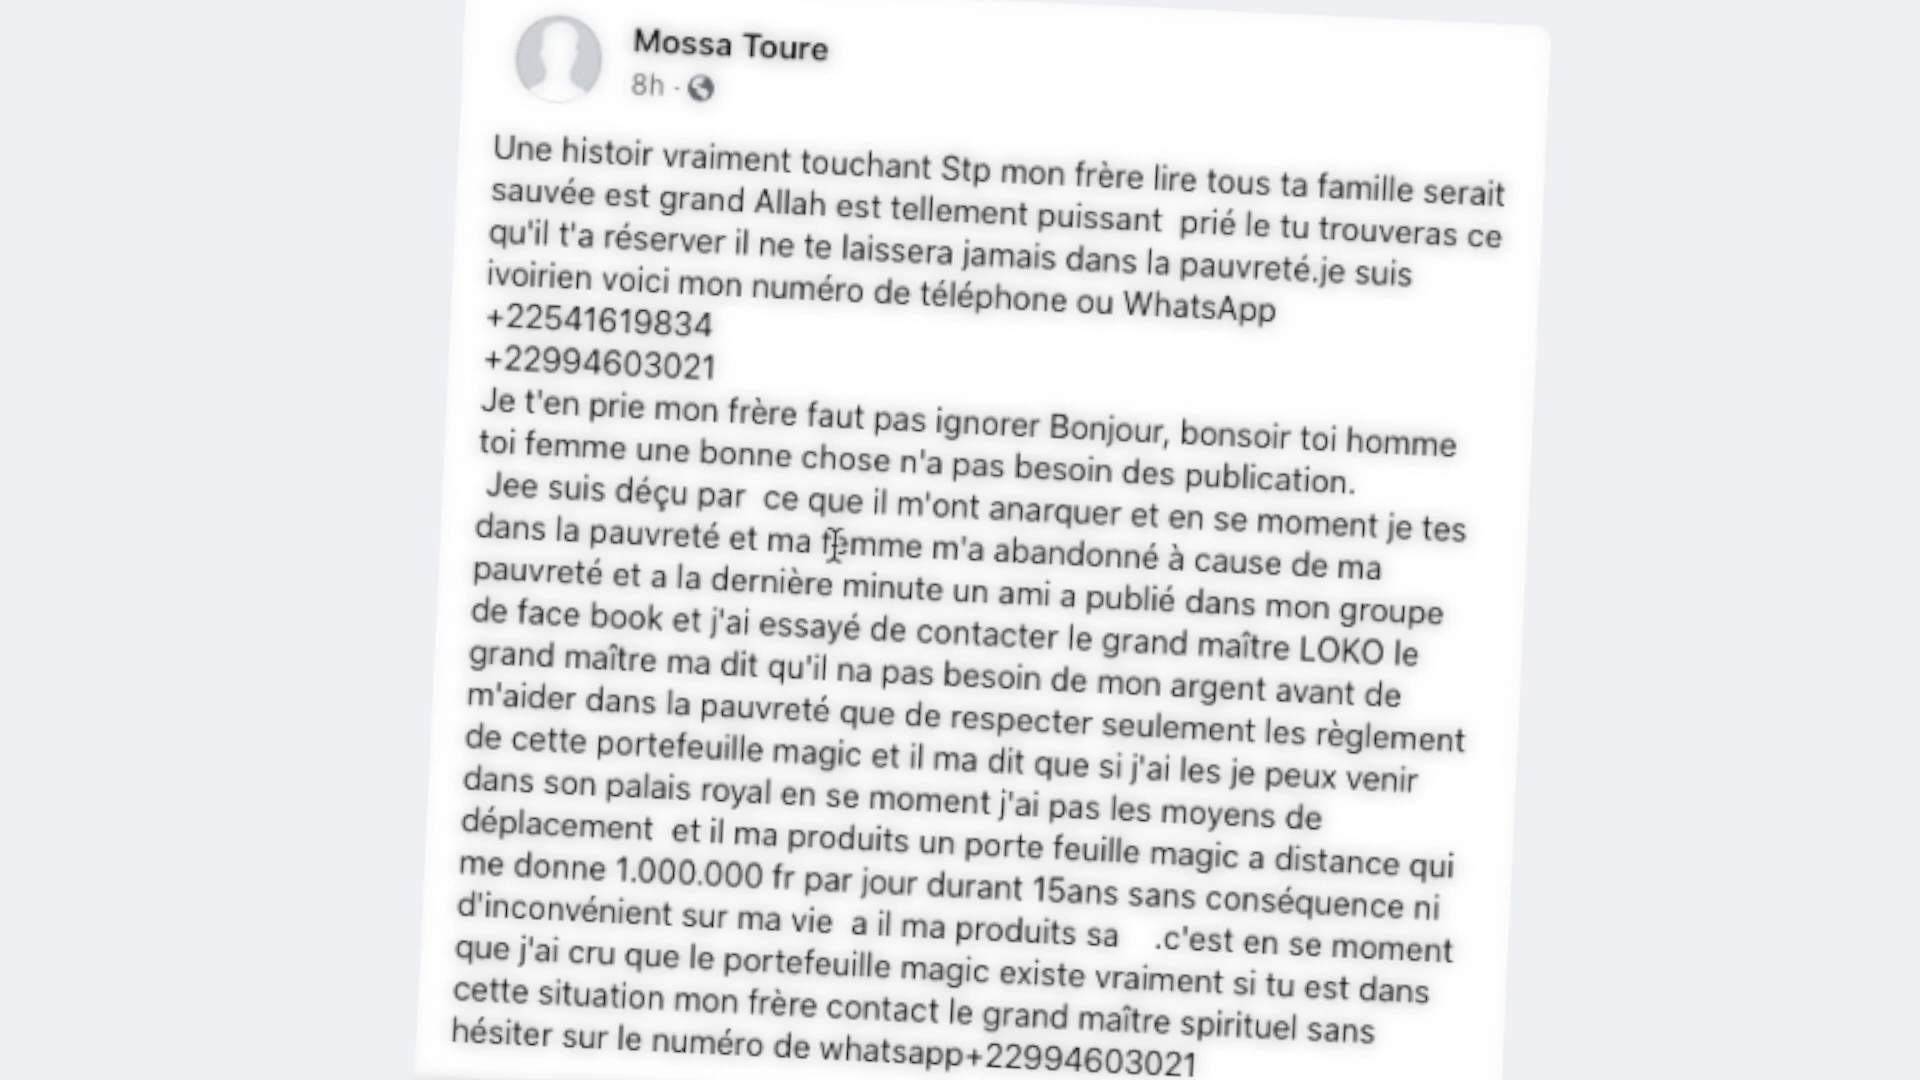 Mossa Toure
8h ·
Une histoir vraiment touchant Stp mon frère lire tous ta famille serait
sauvée est grand Allah est tellement puissant  prié le tu trouveras ce
qu'il t'a réserver il ne te laissera jamais dans la pauvreté.je suis
ivoirien voici mon numéro de téléphone ou WhatsApp
+22541619834
+22994603021
Je t'en prie mon frère faut pas ignorer Bonjour, bonsoir toi homme
toi femme une bonne chose n'a pas besoin des publication.
Jee suis déçu par  ce que il m'ont anarquer et en se moment je tes
dans la pauvreté et ma femme m'a abandonné à cause de ma
pauvreté et a la dernière minute un ami a publié dans mon groupe
de face book et j'ai essayé de contacter le grand maître LOKO le
grand maître ma dit qu'il na pas besoin de mon argent avant de
m'aider dans la pauvreté que de respecter seulement les règlement
de cette portefeuille magic et il ma dit que si j'ai les je peux venir
dans son palais royal en se moment j'ai pas les moyens de
déplacement  et il ma produits un porte feuille magic a distance qui
me donne 1.000.000 fr par jour durant 15ans sans conséquence ni
d'inconvénient sur ma vie  a il ma produits sa    .c'est en se moment
que j'ai cru que le portefeuille magic existe vraiment si tu est dans
cette situation mon frère contact le grand maître spirituel sans
hésiter sur le numéro de whatsapp+22994603021